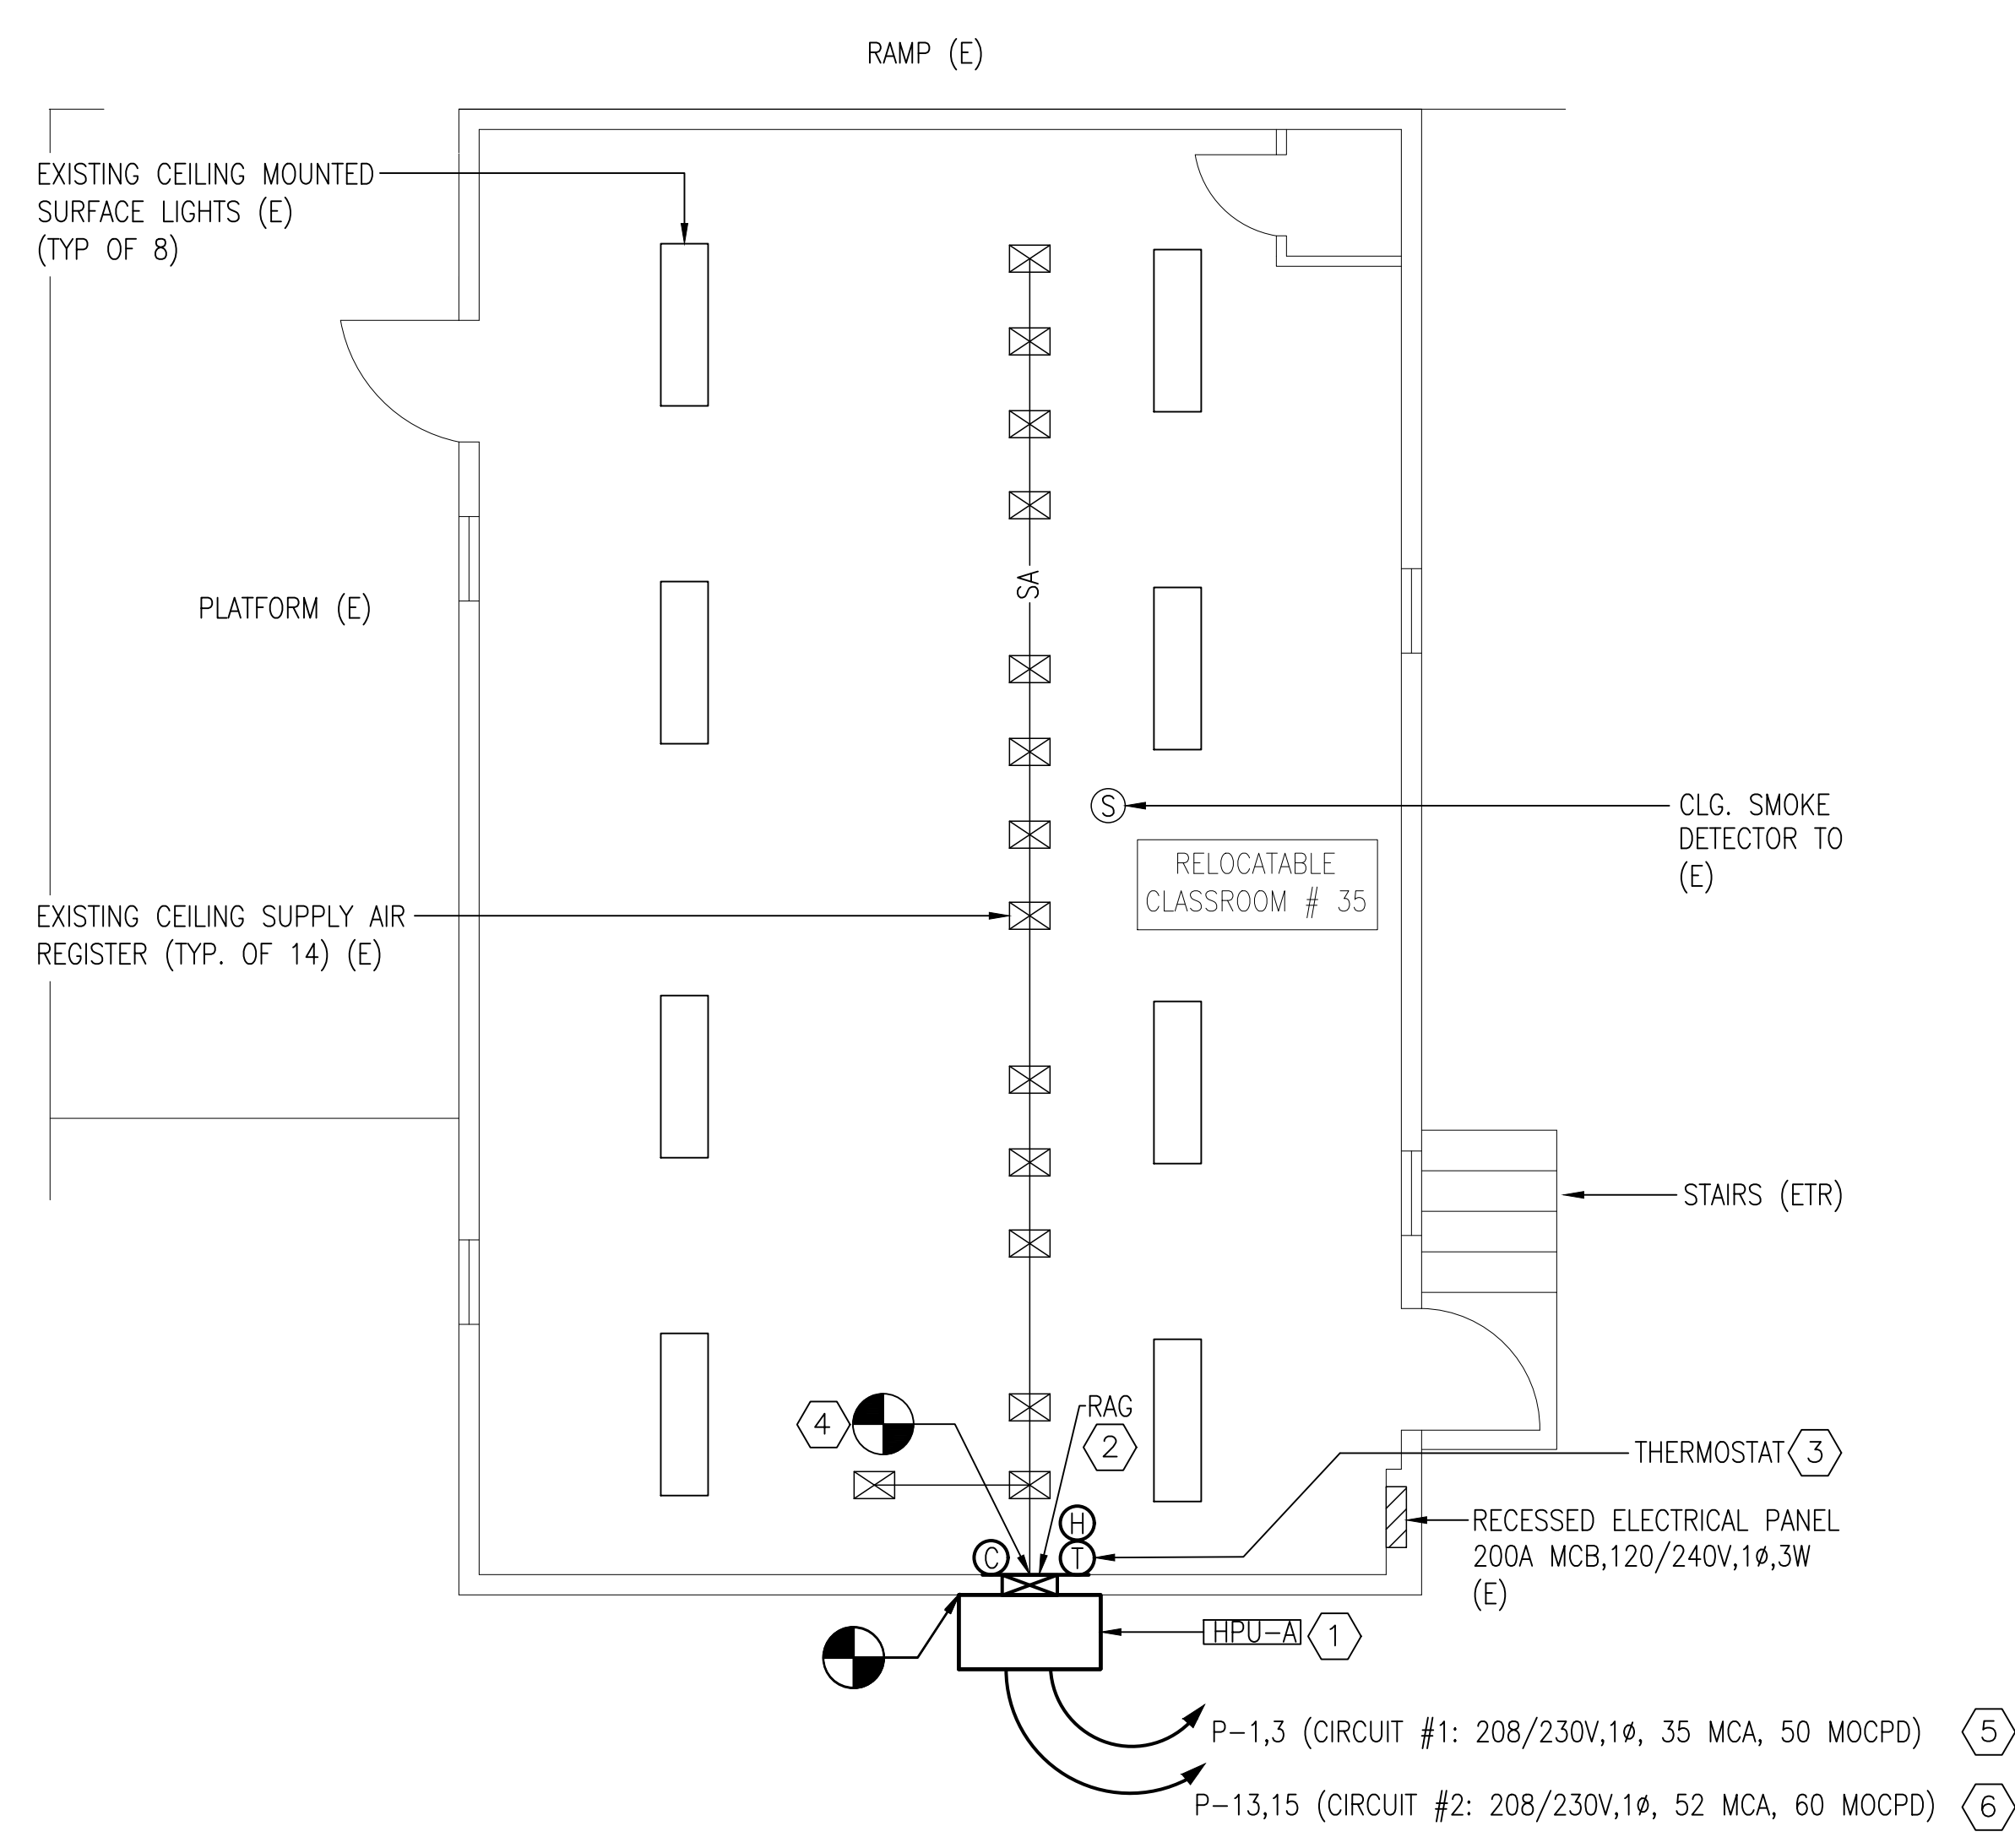 RAMP (E)
EXISTING CEILING MOUNTED
SURFACE LIGHTS (E)
(TYP OF 8)
SA
PLATFORM (E)
CLG. SMOKE
DETECTOR TO
(E)
S
RELOCATABLE
CLASSROOM # 35
EXISTING CEILING SUPPLY AIR
REGISTER (TYP. OF 14) (E)
STAIRS (ETR)
4
RAG
2
THERMOSTAT 3
H
C
T
RECESSED ELECTRICAL PANEL
200A MCB,120/240V,1ø,3W
(E)
HPU-A 1
P-1,3 (CIRCUIT #1: 208/230V,1ø, 35 MCA, 50 MOCPD) 5
P-13,15 (CIRCUIT #2: 208/230V,1ø, 52 MCA, 60 MOCPD) 6